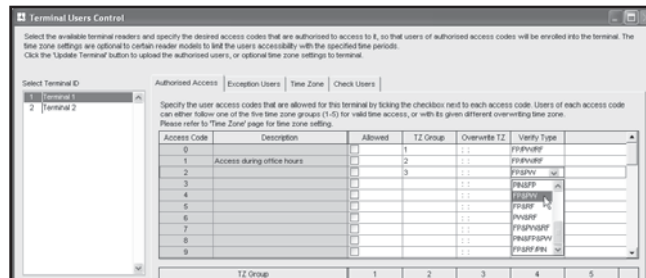 Terminal Users Control
Select the available terminal readers and specify the desired access codes that are authorised to access to it, so that users of authorised access codes will be enrolled into the terminal. The
time zone settings are optional to certain reader models to limit the users accessibility with the specified time periods.
Click the 'Update Terminal' button to upload the authorised users, or optional time zone settings to terminal.
Select Terminal ID
1 Terminal 1
2 Terminal 2
Authorised Access Exception Users Time Zone Check Users
Specify the user access codes that are allowed for this terminal by ticking the checkbox next to each access code. Users of each access code
can either follow one of the five time zone groups (1-5) for valid time access, or with its given different overwriting time zone.
Please refer to 'Time Zone' page for time zone setting.
Access Code Description Allowed TZ Group Overwrite TZ Verify Type
0 1 : : FP/PW/RF
1 Access during office hours 2 : : FP/PW/RF
2 3 : : FP&PW
3 : : PIN&FP
4 : : FP&PW
5 : : FP&RF
6 : : PW&RF
7 : : FP&PW&RF
8 : : PIN&FP&PW
9 : : FP&RF/PIN
TZ Group 1 2 3 4 5